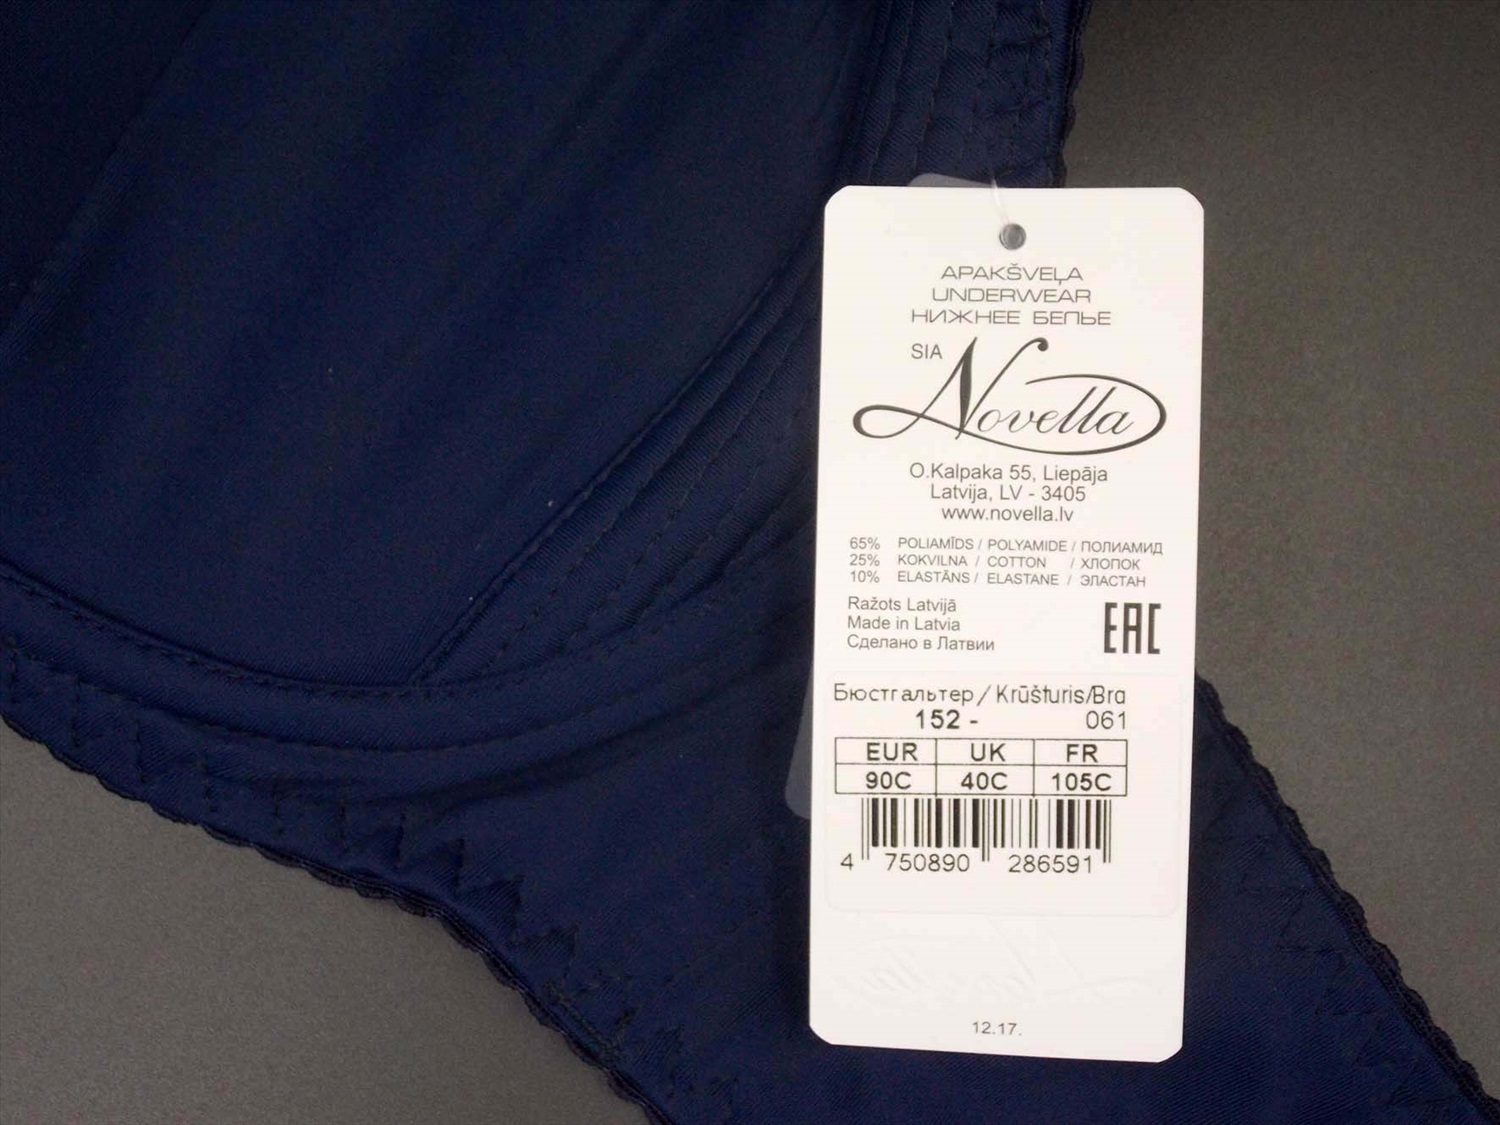 APAKŠVEĻA
UNDERWEAR
НИЖНЕЕ БЕЛЬЕ
SIA Novella
O.Kalpaka 55, Liepāja
Latvija, LV - 3405
www.novella.lv
65% POLIAMĪDS / POLYAMIDE / ПОЛИАМИД
25% KOKVILNA / COTTON / ХЛОПОК
10% ELASTĀNS / ELASTANE / ЭЛАСТАН
Ražots Latvijā
Made in Latvia
Сделано в Латвии
EAC
Бюстгальтер / Krūšturis/Bra
152 - 061
EUR UK FR
90C 40C 105C
4 750890 286591
12.17.